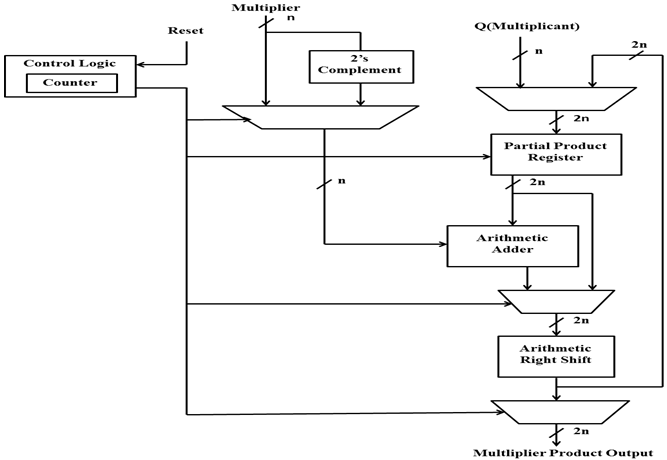 Multiplier
n
Reset
Q(Multiplicant)
n
2n
Control Logic
Counter
2's
Complement
2n
Partial Product
Register
n
2n
Arithmetic
Adder
2n
Arithmetic
Right Shift
2n
Multliplier Product Output